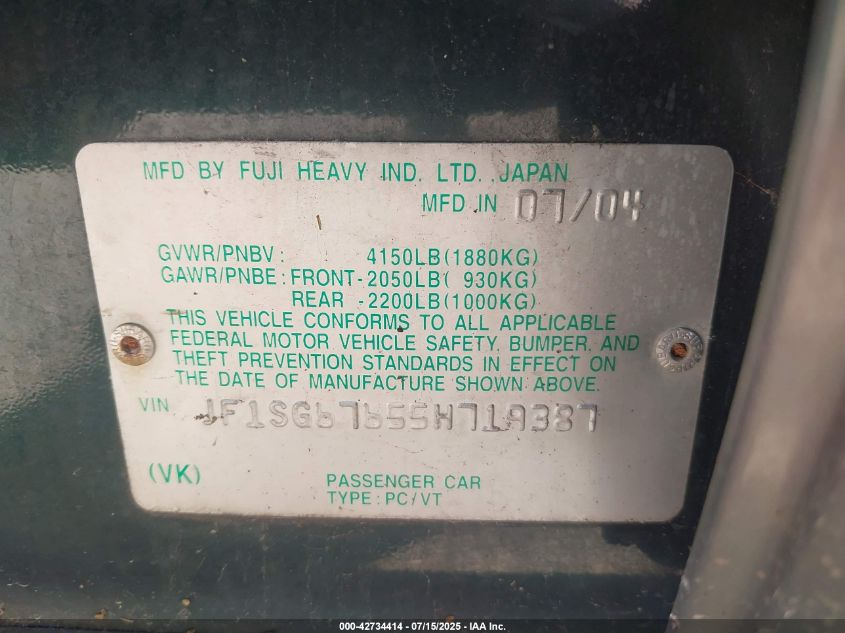 MFD BY FUJI HEAVY IND. LTD. JAPAN
MFD IN 07/04
GVWR/PNBV: 4150LB(1880KG)
GAWR/PNBE: FRONT-2050LB( 930KG)
REAR -2200LB(1000KG)
THIS VEHICLE CONFORMS TO ALL APPLICABLE
FEDERAL MOTOR VEHICLE SAFETY, BUMPER, AND
THEFT PREVENTION STANDARDS IN EFFECT ON
THE DATE OF MANUFACTURE SHOWN ABOVE.
VIN JF1SG67655H719387
(VK) PASSENGER CAR
TYPE: PC/VT
000-42734414 - 07/15/2025 - IAA Inc.